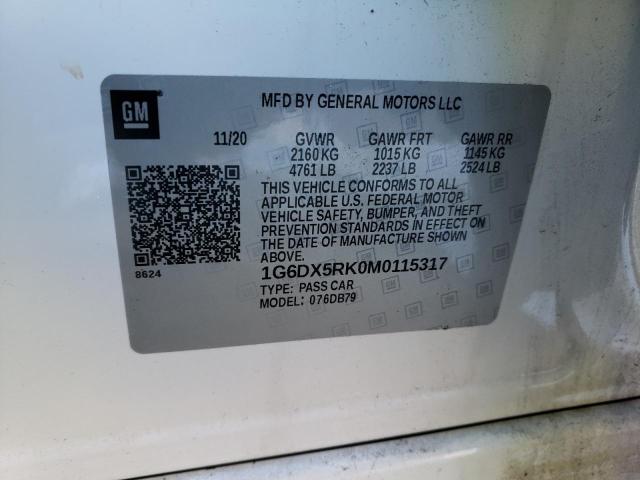 GM
MFD BY GENERAL MOTORS LLC
11/20 GVWR GAWR FRT GAWR RR
2160 KG 1015 KG 1145 KG
4761 LB 2237 LB 2524 LB
THIS VEHICLE CONFORMS TO ALL
APPLICABLE U.S. FEDERAL MOTOR
VEHICLE SAFETY, BUMPER, AND THEFT
PREVENTION STANDARDS IN EFFECT ON
THE DATE OF MANUFACTURE SHOWN
ABOVE.
8624
1G6DX5RK0M0115317
TYPE: PASS CAR
MODEL: 076DB79